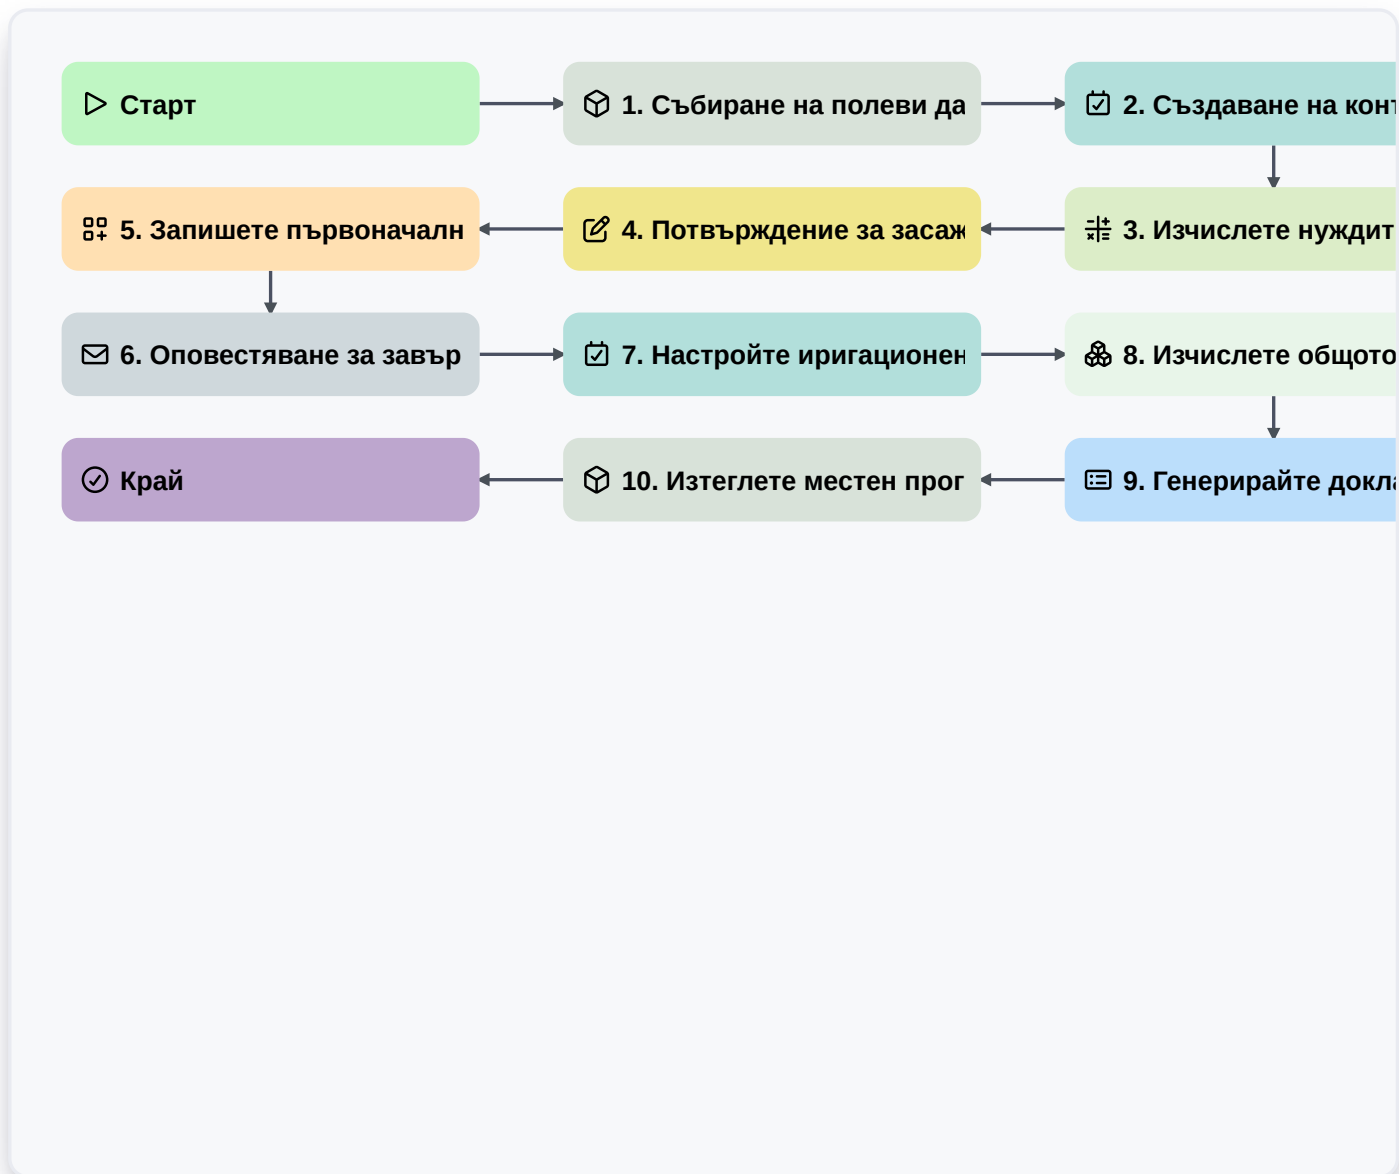 Старт
1. Събиране на полеви да
2. Създаване на кон
5. Запишете първоначалн
4. Потвърждение за засаж
3. Изчислете нуждит
6. Оповестяване за завър
7. Настройте иригационен
8. Изчислете общото
Край
10. Изтеглете местен прог
9. Генерирайте докла